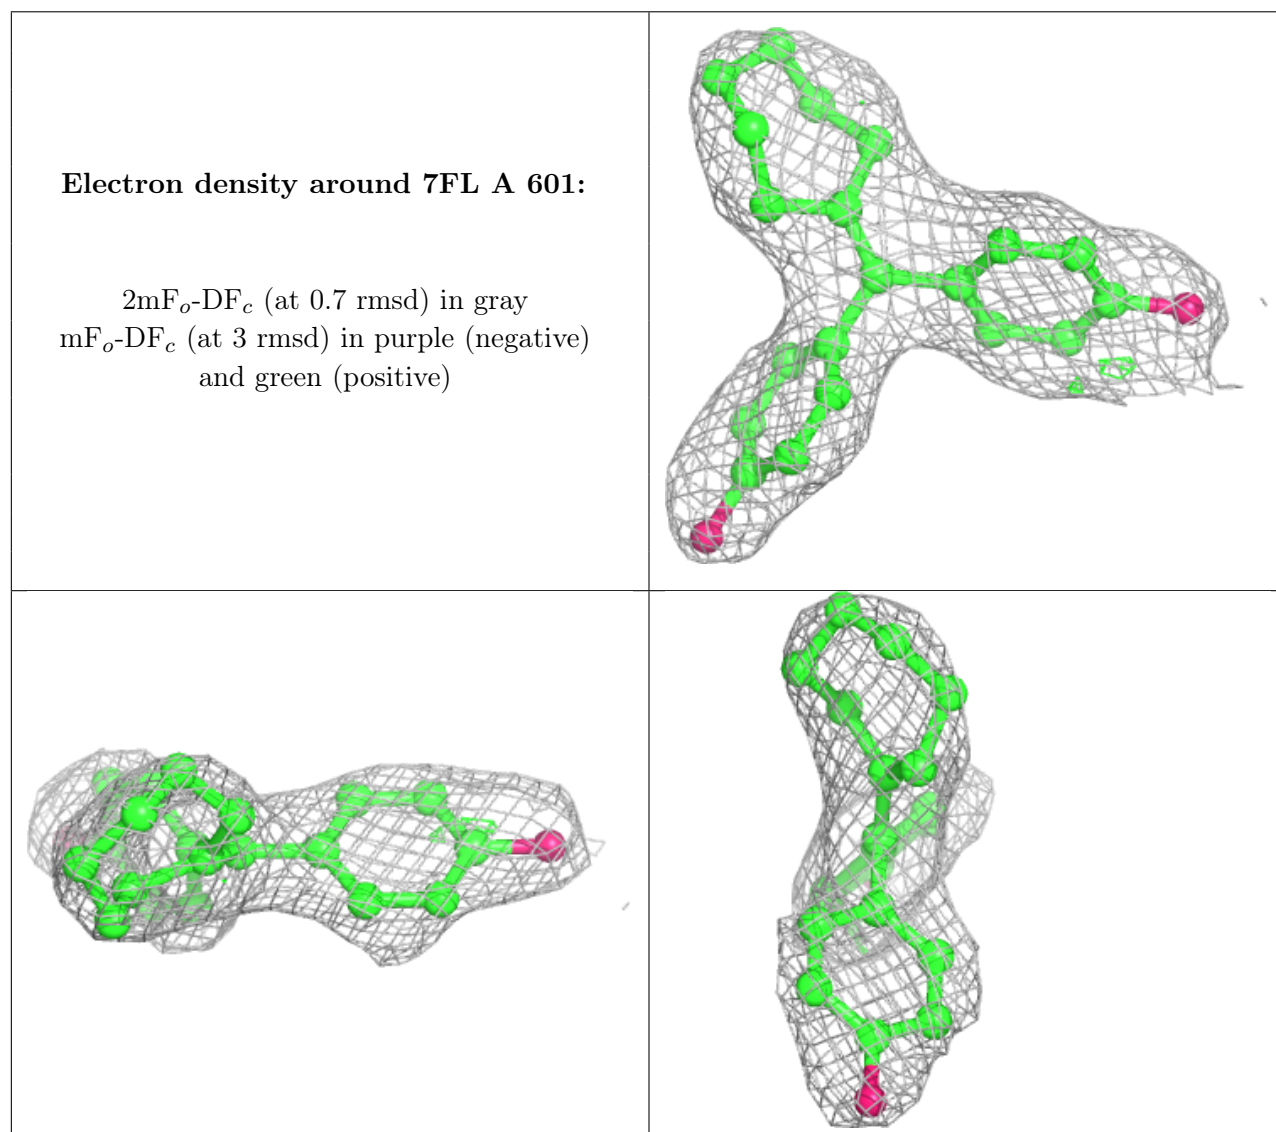 Electron density around 7FL A 601:
2mFo-DFc (at 0.7 rmsd) in gray
mFo-DFc (at 3 rmsd) in purple (negative)
and green (positive)